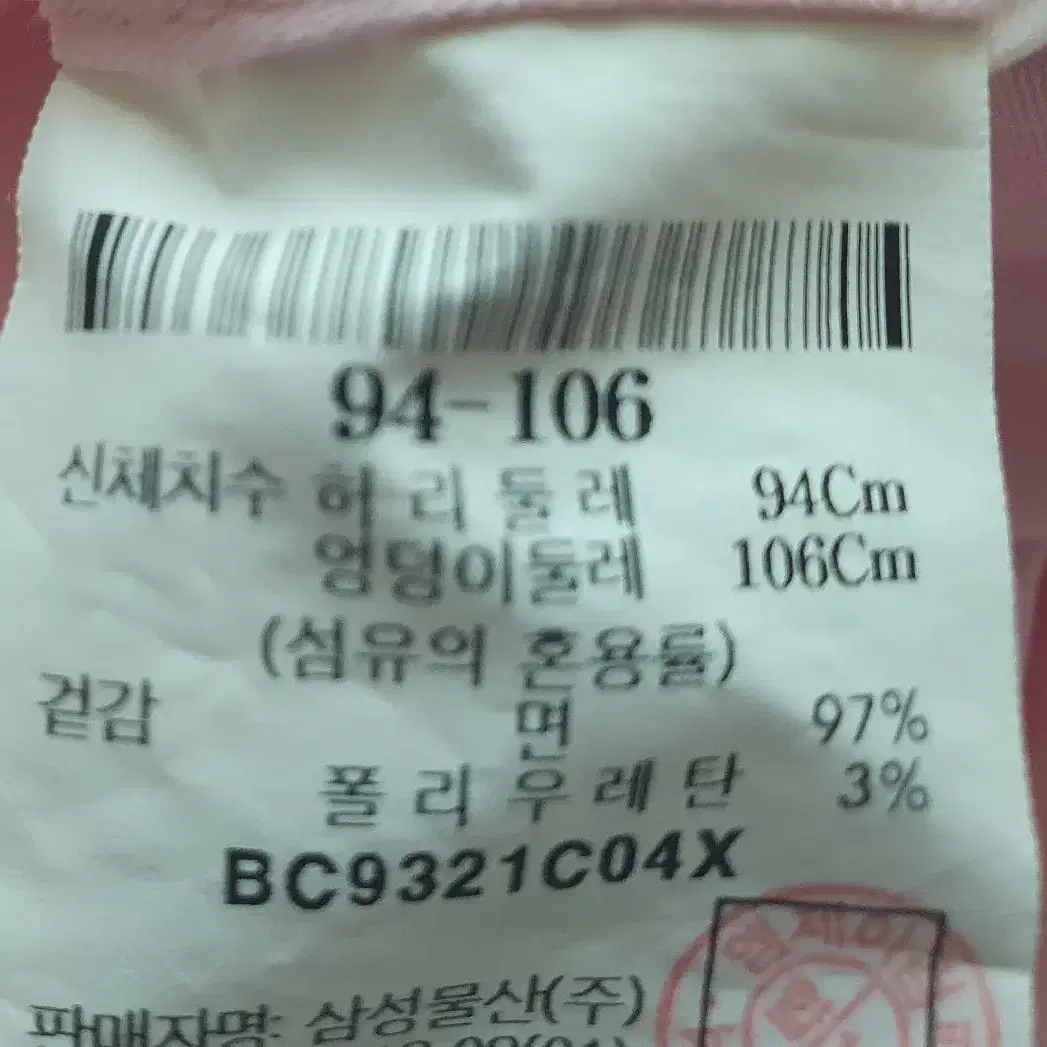 94-106
신체치수 허리둘레 94Cm
엉덩이둘레 106Cm
(섬유의 혼용률)
겉감 면 97%
폴리우레탄 3%
BC9321C04X
판매자명: 삼성물산(주)